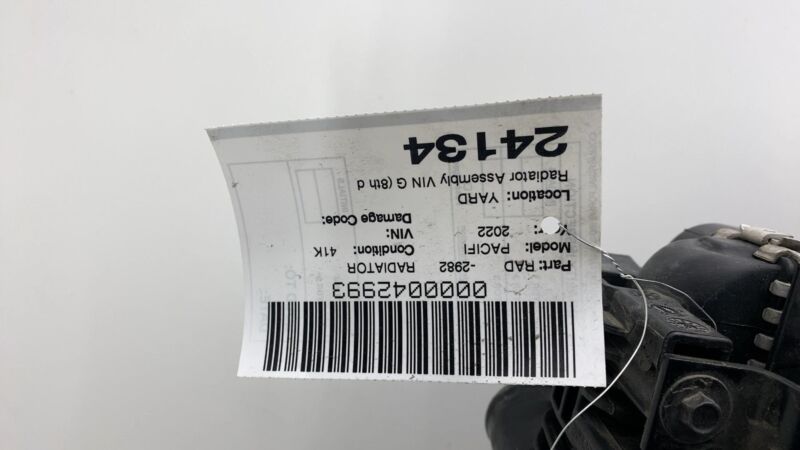 0000042993
Part: RAD -2982 RADIATOR
Model: PACIFI Condition: 41K
Yr: 2022 VIN:
Damage Code:
Location: YARD
Radiator Assembly VIN G (8th d
24134